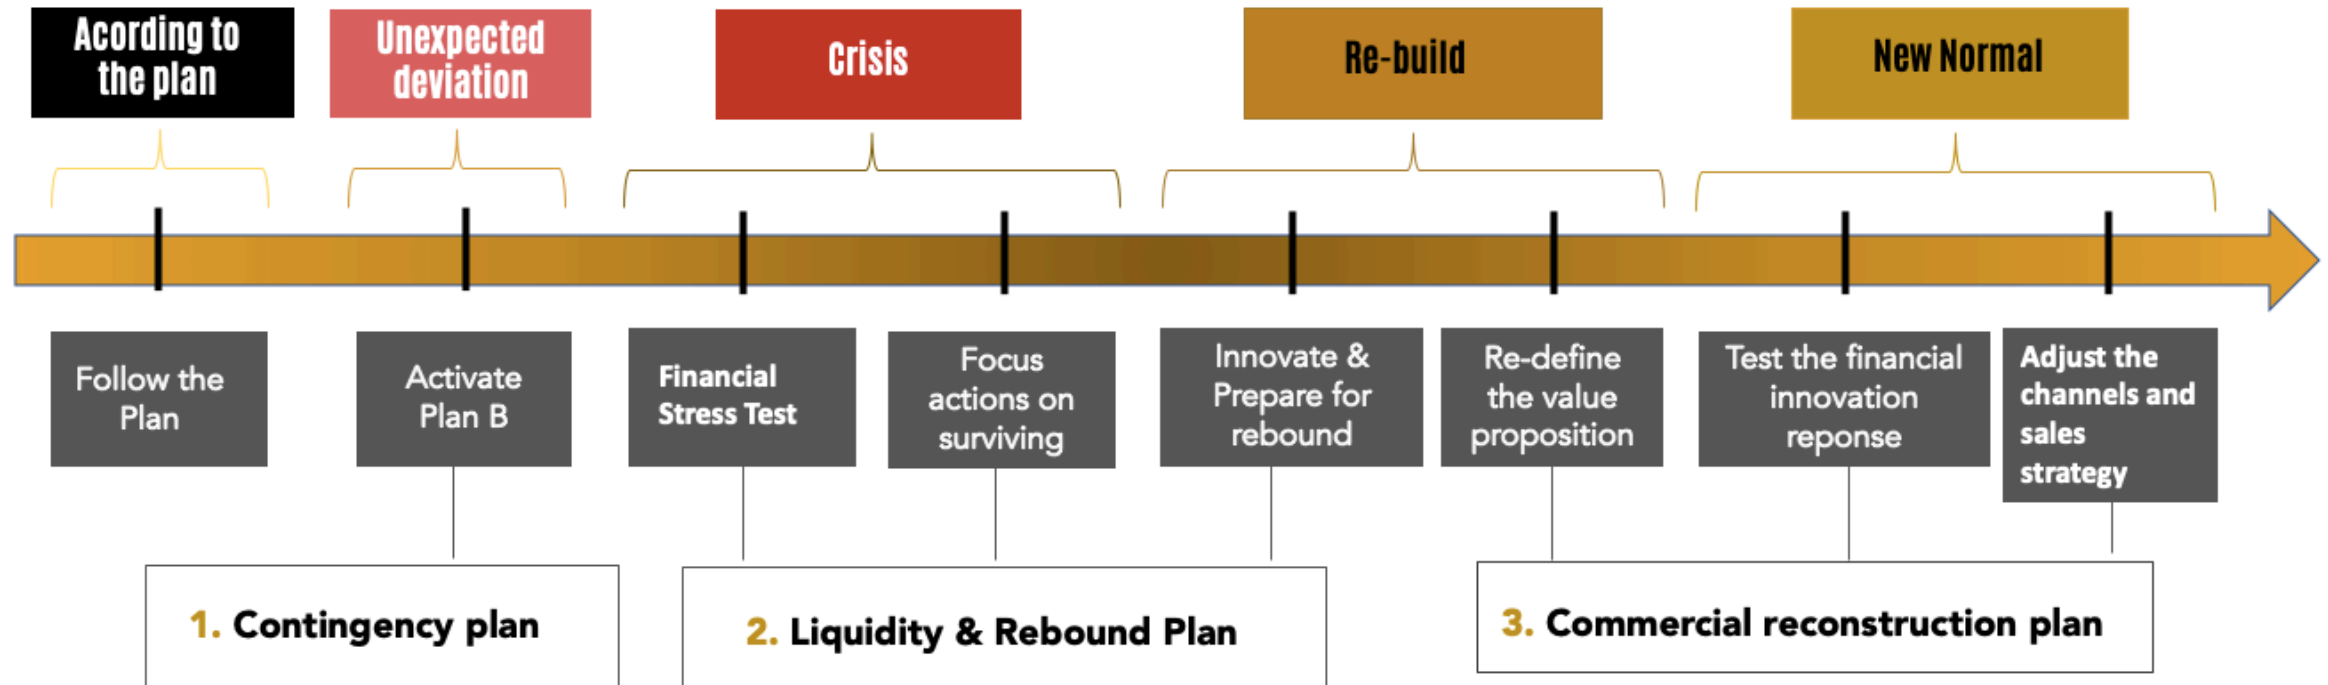 Acording to
the plan
Unexpected
deviation
Crisis
Re-build
New Normal
Follow the
Plan
Activate
Plan B
Financial
Stress Test
Focus
actions on
surviving
Innovate &
Prepare for
rebound
Re-define
the value
proposition
Test the financial
innovation
reponse
Adjust the
channels and
sales
strategy
1. Contingency plan
2. Liquidity & Rebound Plan
3. Commercial reconstruction plan